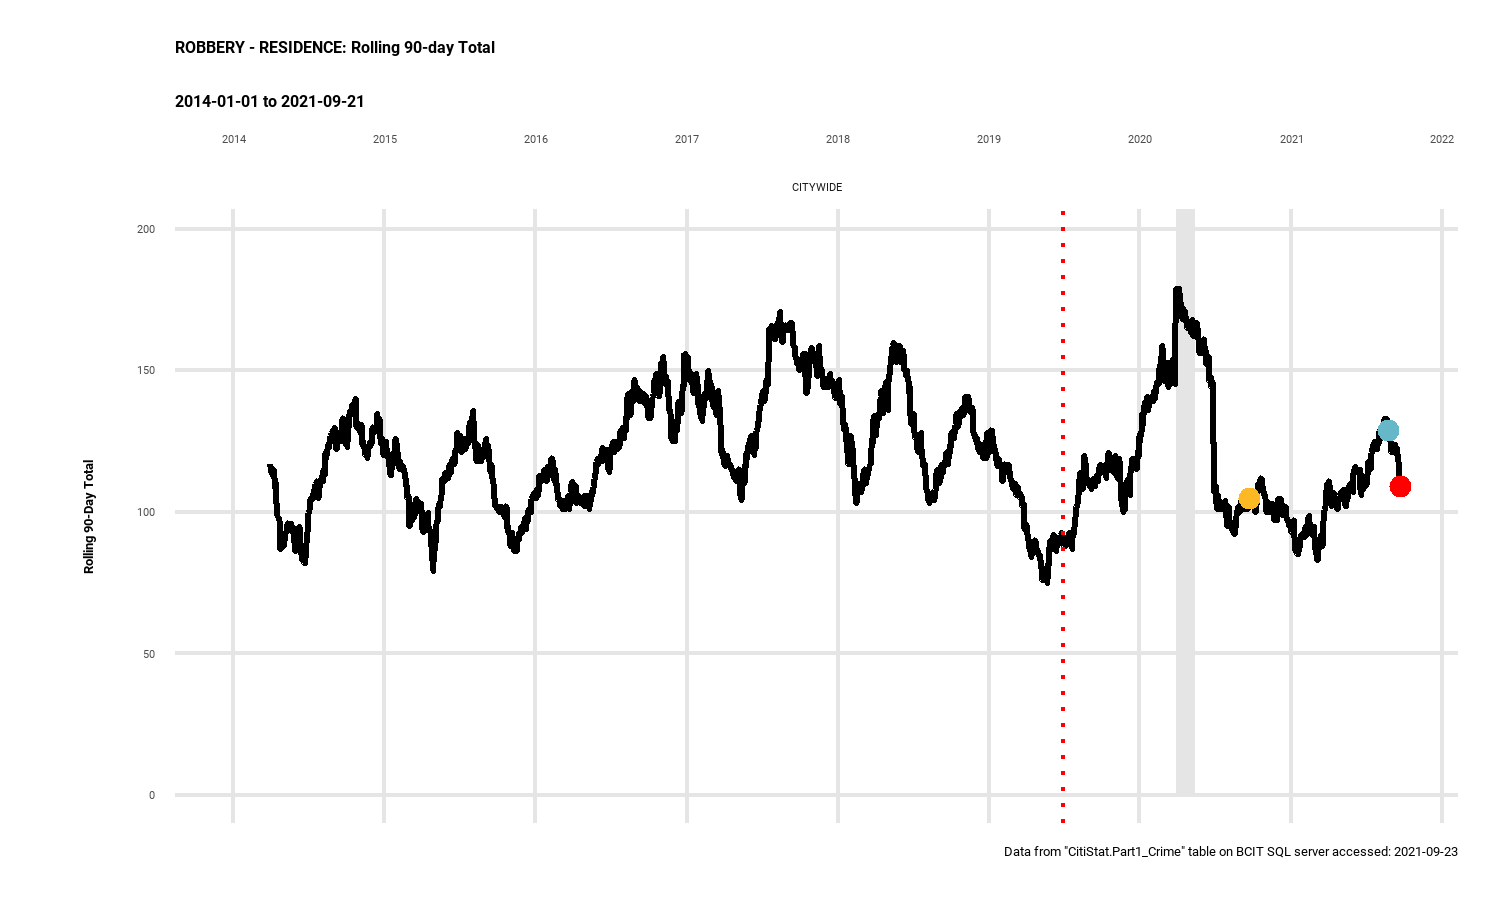 ROBBERY - RESIDENCE: Rolling 90-day Total
2014-01-01 to 2021-09-21
2014 2015 2016 2017 2018 2019 2020 2021 2022
CITYWIDE
200
150
100
50
0
Rolling 90-Day Total
Data from "CitiStat.Part1_Crime" table on BCIT SQL server accessed: 2021-09-23